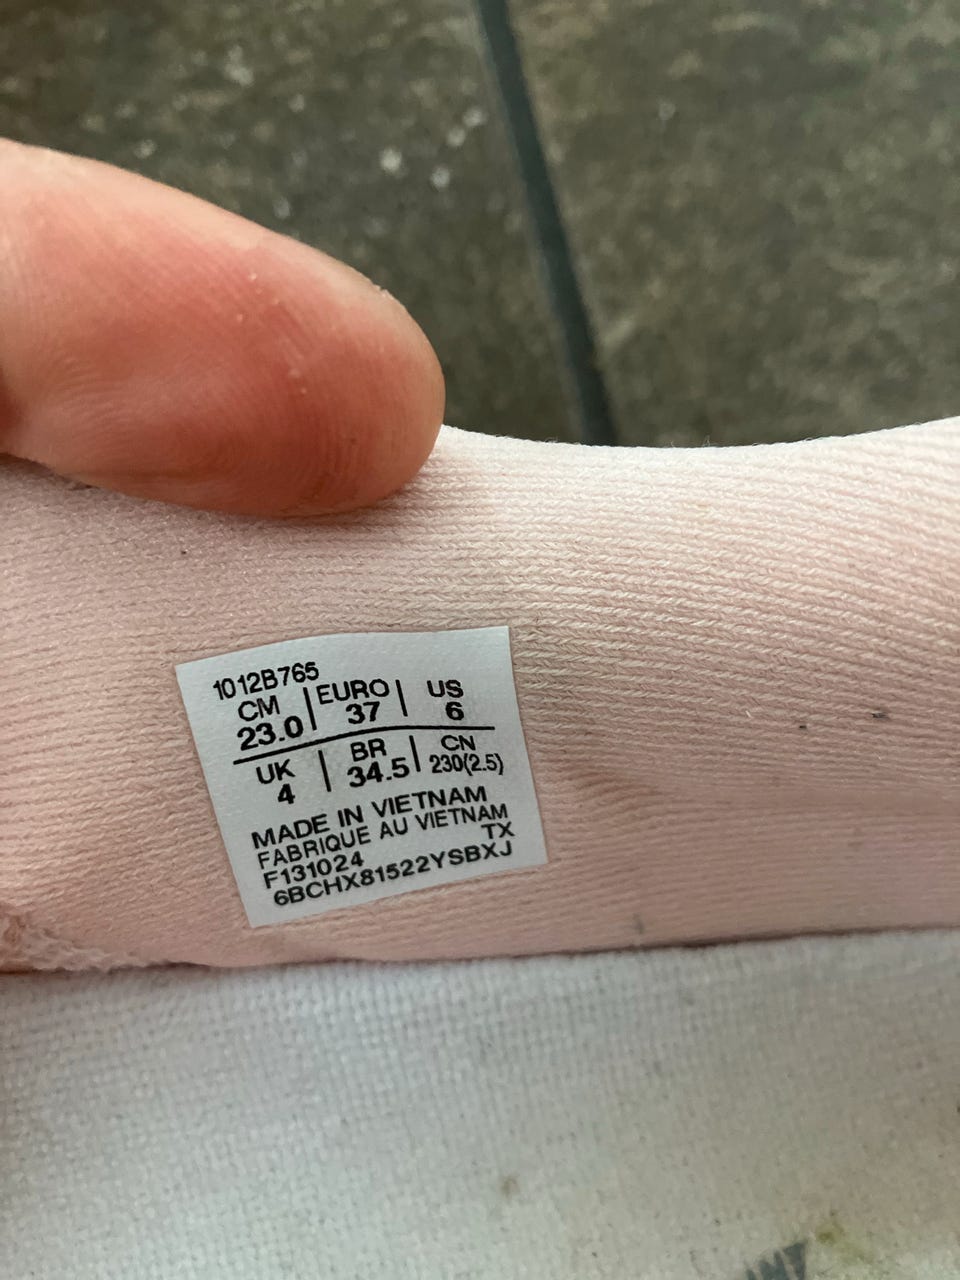 1012B765
CM | EURO | US
23.0 37 6
UK | BR | CN
4 34.5 230(2.5)
MADE IN VIETNAM
FABRIQUE AU VIETNAM
F131024 TX
6BCHX81522YSBXJ